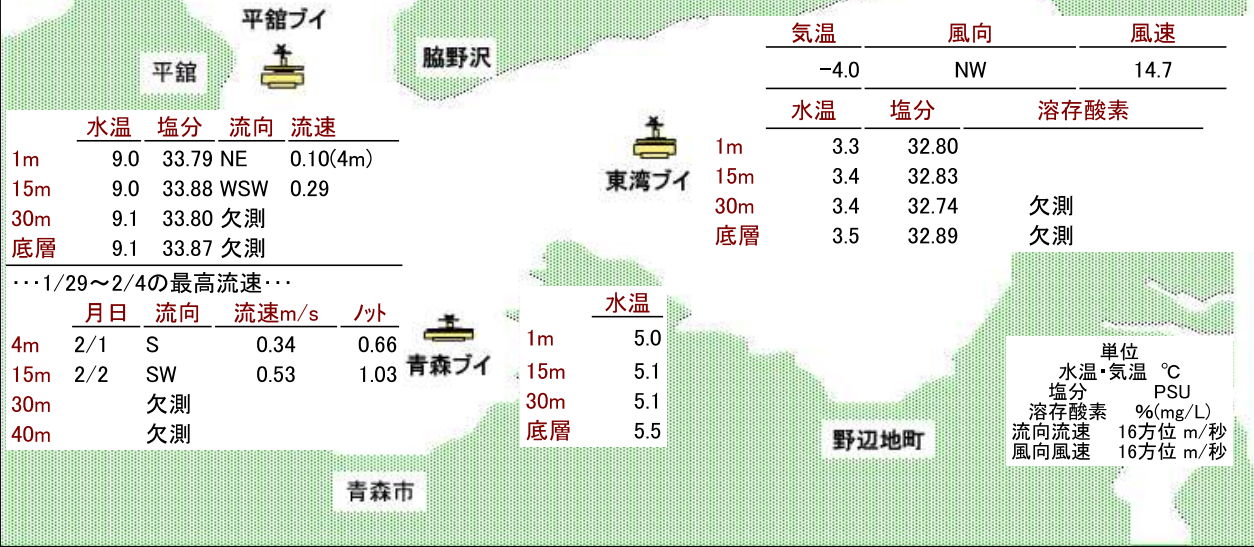 平舘ブイ
平舘
脇野沢
気温 風向 風速
-4.0 NW 14.7
水温 塩分 溶存酸素
1m 3.3 32.80
15m 3.4 32.83
30m 3.4 32.74 欠測
底層 3.5 32.89 欠測
東湾ブイ
水温 塩分 流向 流速
1m 9.0 33.79 NE 0.10(4m)
15m 9.0 33.88 WSW 0.29
30m 9.1 33.80 欠測
底層 9.1 33.87 欠測
…1/29～2/4の最高流速…
月日 流向 流速m/s ノット
4m 2/1 S 0.34 0.66
15m 2/2 SW 0.53 1.03
30m 欠測
40m 欠測
青森ブイ
水温
1m 5.0
15m 5.1
30m 5.1
底層 5.5
単位
水温・気温 ℃
塩分 PSU
溶存酸素 %(mg/L)
流向流速 16方位 m/秒
風向風速 16方位 m/秒
野辺地町
青森市